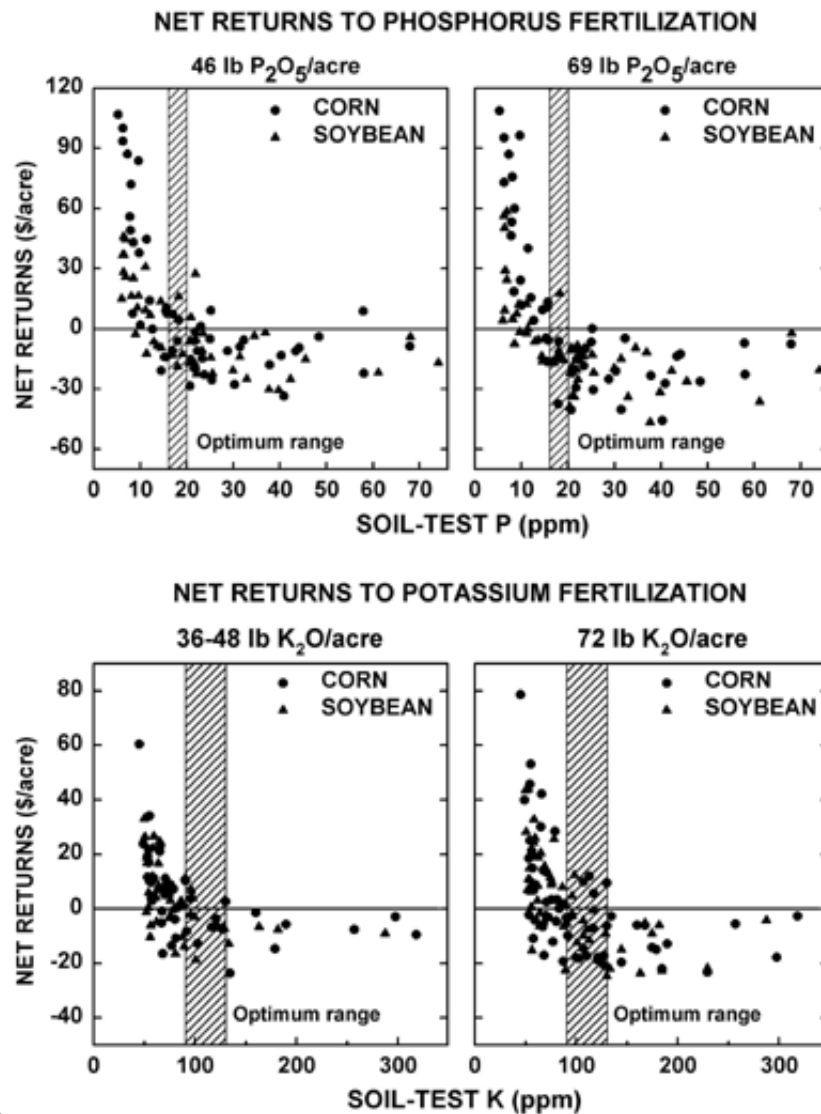 NET RETURNS TO PHOSPHORUS FERTILIZATION
46 lb P₂O₅/acre
69 lb P₂O₅/acre
CORN
SOYBEAN
CORN
SOYBEAN
NET RETURNS ($/acre)
120
90
60
30
0
-30
-60
Optimum range
Optimum range
0 10 20 30 40 50 60 70
0 10 20 30 40 50 60 70
SOIL-TEST P (ppm)
NET RETURNS TO POTASSIUM FERTILIZATION
36-48 lb K₂O/acre
72 lb K₂O/acre
CORN
SOYBEAN
CORN
SOYBEAN
NET RETURNS ($/acre)
80
60
40
20
0
-20
-40
Optimum range
Optimum range
0 100 200 300
0 100 200 300
SOIL-TEST K (ppm)